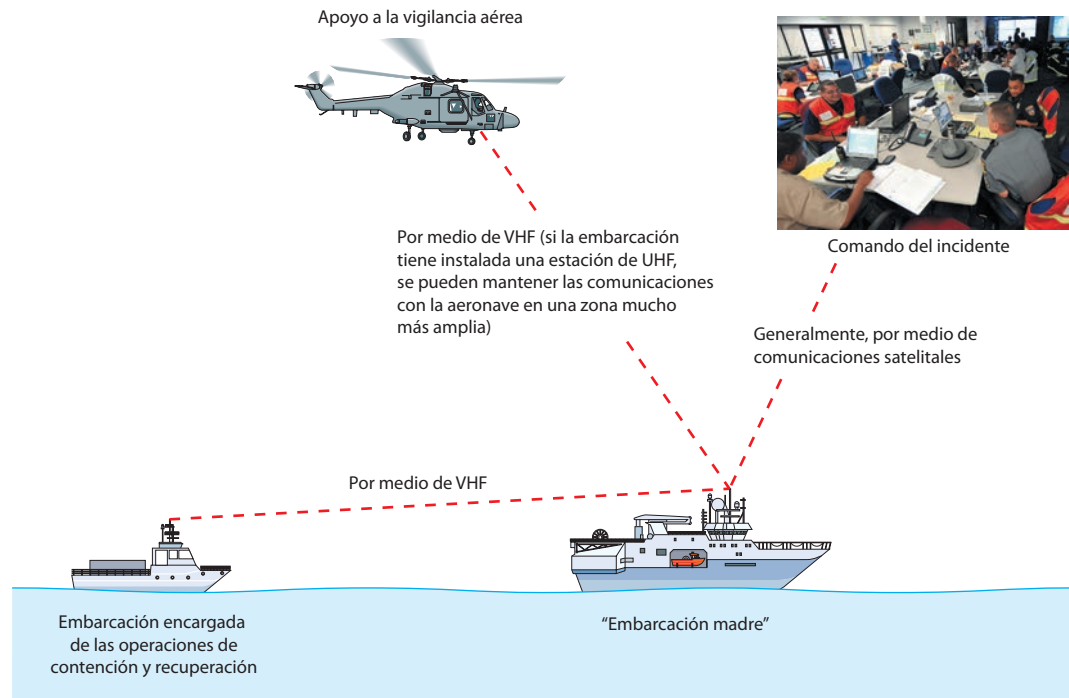 Apoyo a la vigilancia aérea
Por medio de VHF (si la embarcación
tiene instalada una estación de UHF,
se pueden mantener las comunicaciones
con la aeronave en una zona mucho
más amplia)
Comando del incidente
Generalmente, por medio de
comunicaciones satelitales
Por medio de VHF
Embarcación encargada
de las operaciones de
contención y recuperación
“Embarcación madre”